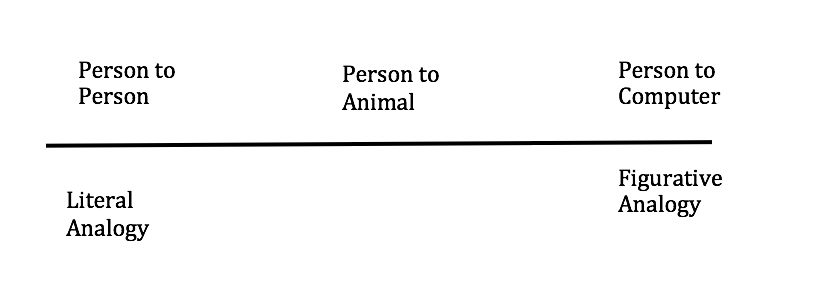 Person to
Person
Person to
Animal
Person to
Computer
Literal
Analogy
Figurative
Analogy